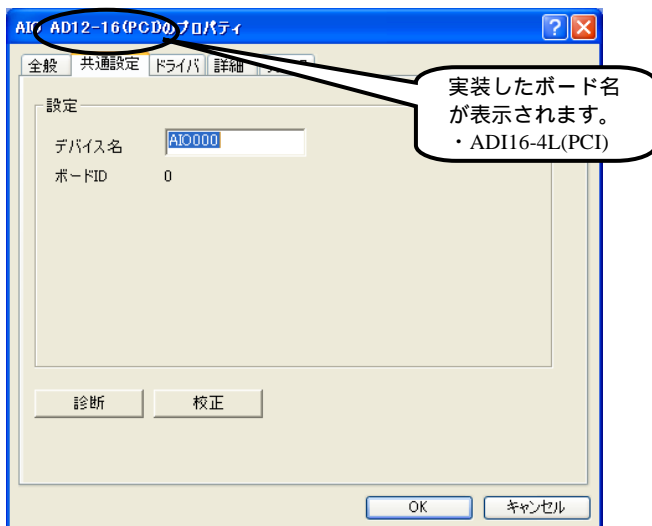 AIO AD12-16(PCI)のプロパティ
全般 共通設定 ドライバ 詳細
実装したボード名
が表示されます。
・ADI16-4L(PCI)
設定
デバイス名 AIO000
ボードID 0
診断 校正
OK キャンセル